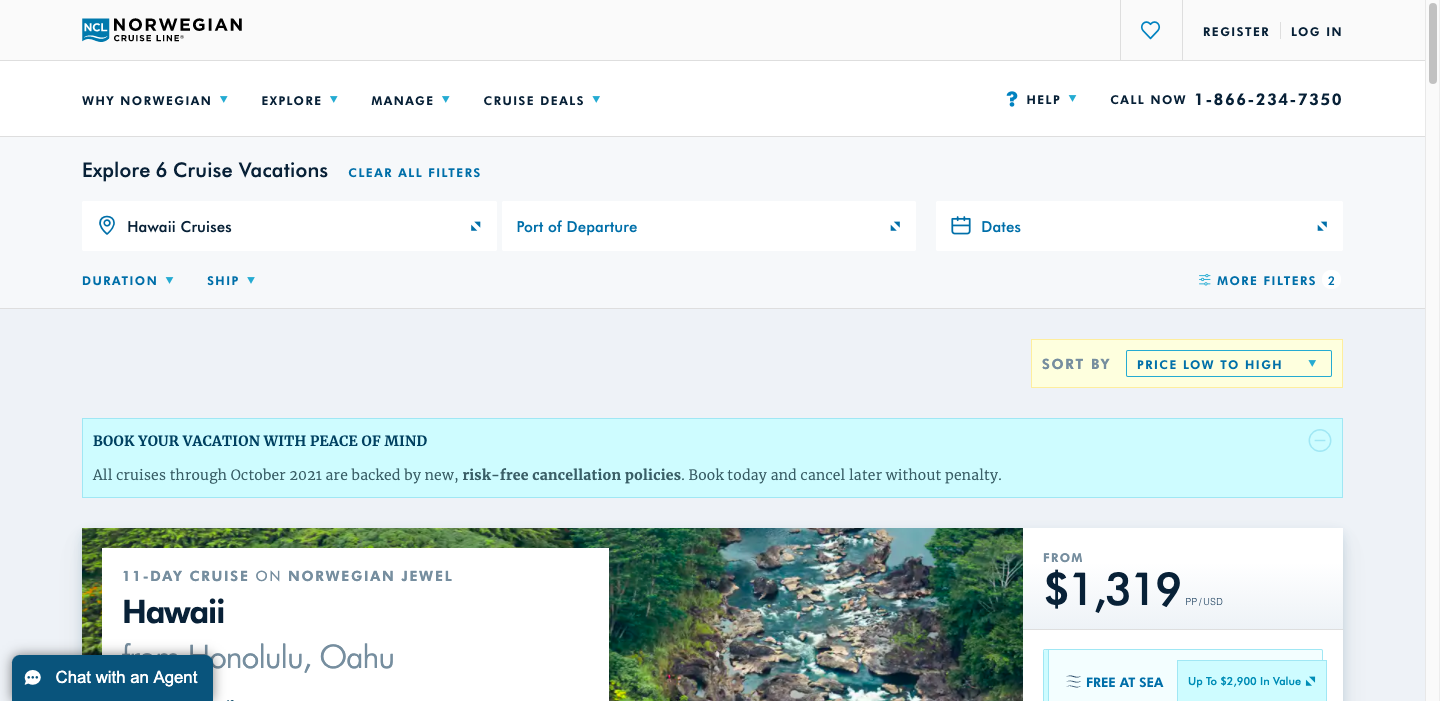 NCL NORWEGIAN
CRUISE LINE®
REGISTER LOG IN
WHY NORWEGIAN EXPLORE MANAGE CRUISE DEALS ? HELP CALL NOW 1-866-234-7350
Explore 6 Cruise Vacations CLEAR ALL FILTERS
Hawaii Cruises Port of Departure Dates
DURATION SHIP MORE FILTERS 2
SORT BY PRICE LOW TO HIGH
BOOK YOUR VACATION WITH PEACE OF MIND
All cruises through October 2021 are backed by new, risk-free cancellation policies. Book today and cancel later without penalty.
11-DAY CRUISE ON NORWEGIAN JEWEL
Hawaii
from Honolulu, Oahu
FROM
$1,319 PP/USD
FREE AT SEA Up To $2,900 In Value
Chat with an Agent